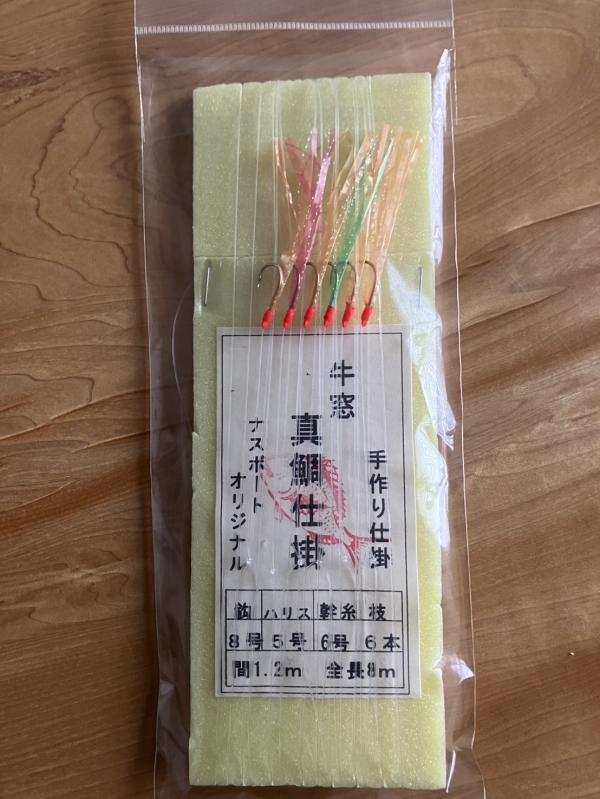 牛窓
手作り仕掛
真鯛仕掛
ナスボート
オリジナル
鈎 ハリス 幹糸 枝
8号 5号 6号 6本
間1.2m 全長8m